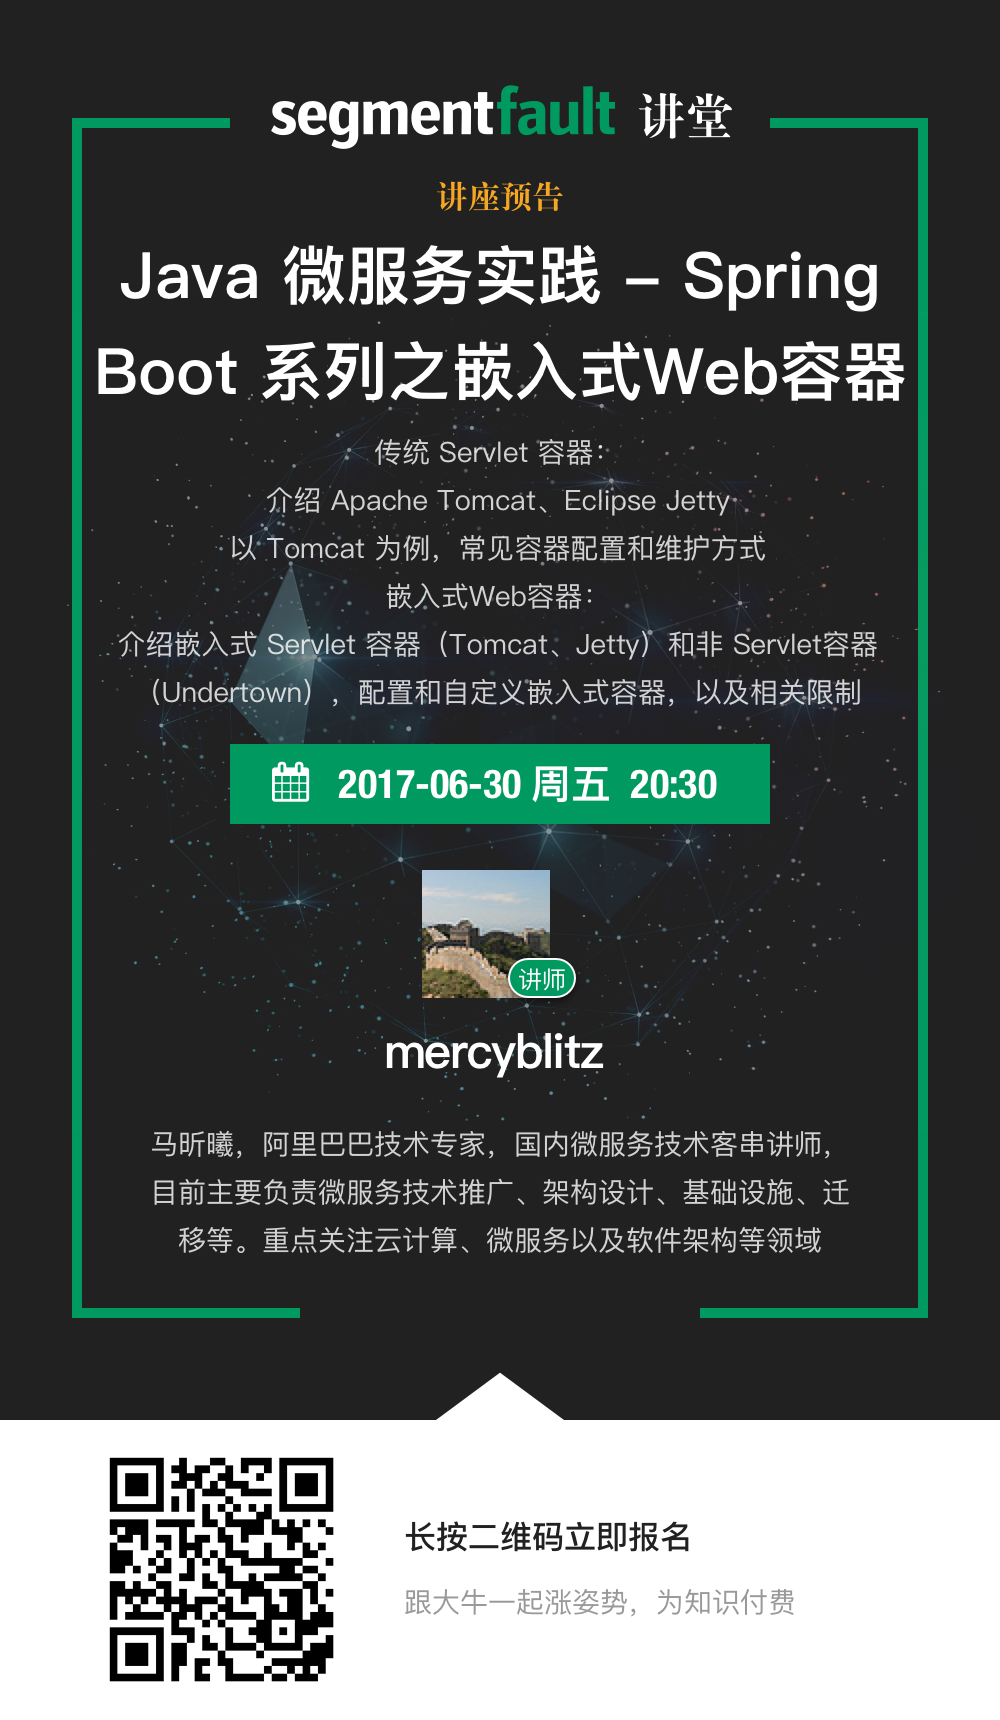 segmentfault 讲堂
讲座预告
Java 微服务实践 – Spring
Boot 系列之嵌入式Web容器
传统 Servlet 容器：
介绍 Apache Tomcat、Eclipse Jetty
以 Tomcat 为例，常见容器配置和维护方式
嵌入式Web容器：
介绍嵌入式 Servlet 容器（Tomcat、Jetty）和非 Servlet容器
（Undertown），配置和自定义嵌入式容器，以及相关限制
2017-06-30 周五 20:30
讲师
mercyblitz
马昕曦，阿里巴巴技术专家，国内微服务技术客串讲师，
目前主要负责微服务技术推广、架构设计、基础设施、迁
移等。重点关注云计算、微服务以及软件架构等领域
长按二维码立即报名
跟大牛一起涨姿势，为知识付费